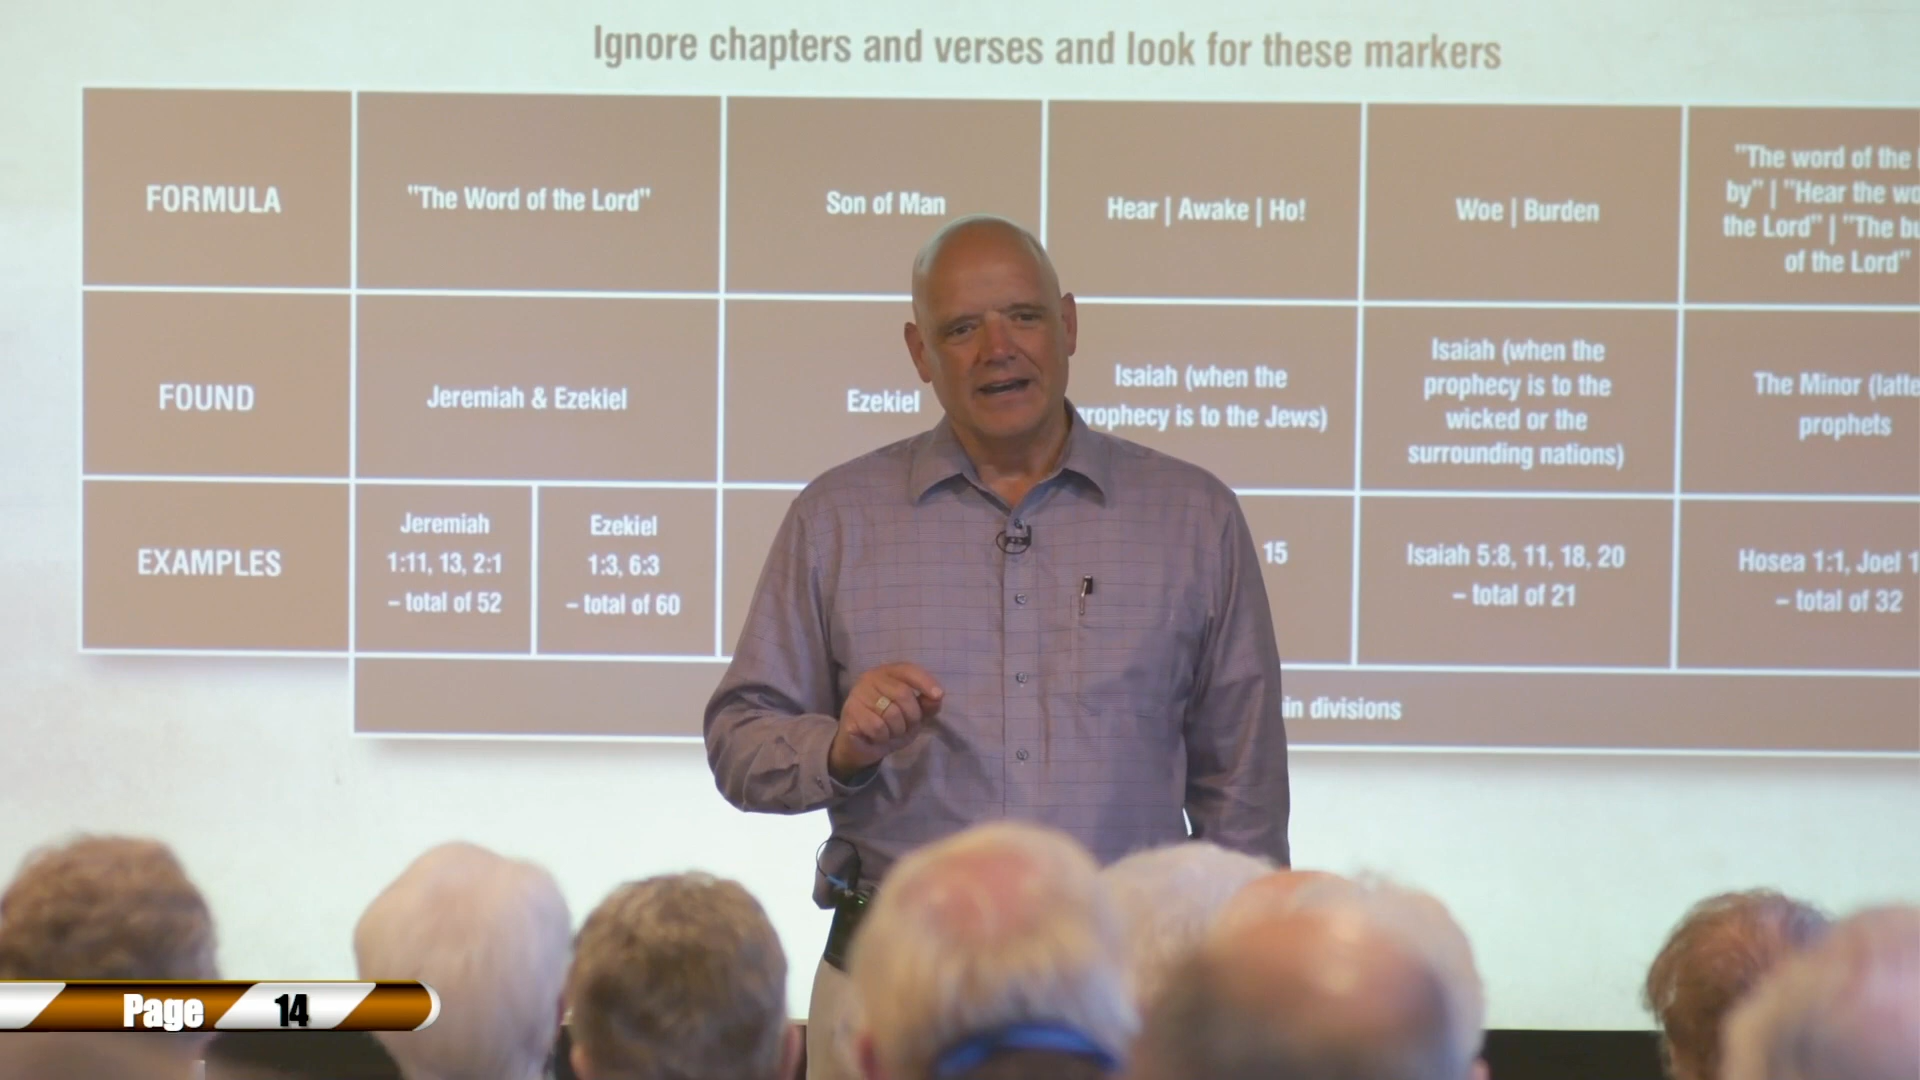 Ignore chapters and verses and look for these markers
FORMULA
"The Word of the Lord"
Son of Man
Hear | Awake | Ho!
Woe | Burden
"The word of the
by" | "Hear the
the Lord" | "The
of the Lord"
FOUND
Jeremiah & Ezekiel
Ezekiel
Isaiah (when the
prophecy is to the Jews)
Isaiah (when the
prophecy is to the
wicked or the
surrounding nations)
The Minor
prophets
EXAMPLES
Jeremiah
1:11, 13, 2:1
– total of 52
Ezekiel
1:3, 6:3
– total of 60
15
Isaiah 5:8, 11, 18, 20
– total of 21
Hosea 1:1, Joel
– total of 32
in divisions
Page 14